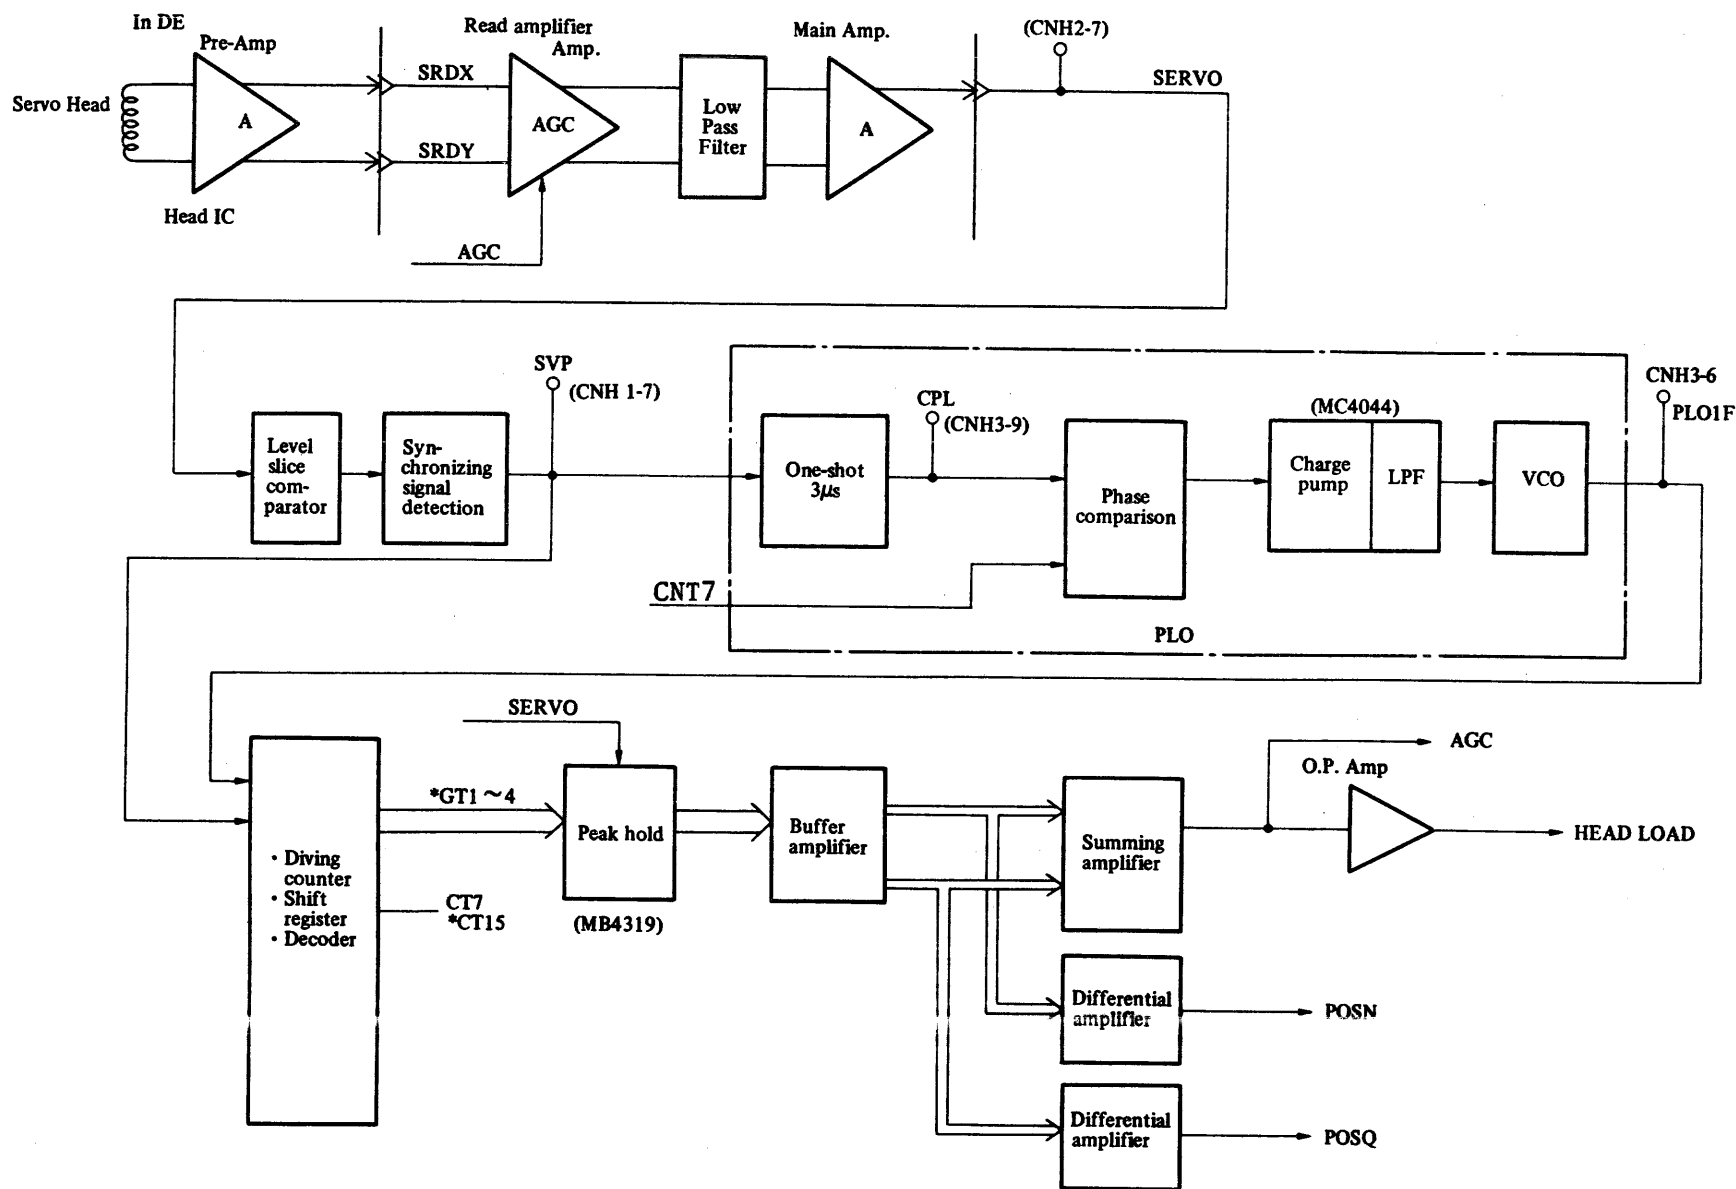 In DE
Pre-Amp
Read amplifier
Amp.
Main Amp.
(CNH2-7)
Servo Head
A
SRDX
SRDY
AGC
Low
Pass
Filter
A
SERVO
Head IC
AGC
SVP
(CNH 1-7)
Level
slice
com-
parator
Syn-
chronizing
signal
detection
One-shot
3μs
CPL
(CNH3-9)
Phase
comparison
(MC4044)
Charge
pump
LPF
VCO
CNH3-6
PLO1F
CNT7
PLO
SERVO
*GT1～4
• Diving
counter
• Shift
register
• Decoder
CT7
*CT15
Peak hold
(MB4319)
Buffer
amplifier
Summing
amplifier
AGC
O.P. Amp
HEAD LOAD
Differential
amplifier
POSN
Differential
amplifier
POSQ